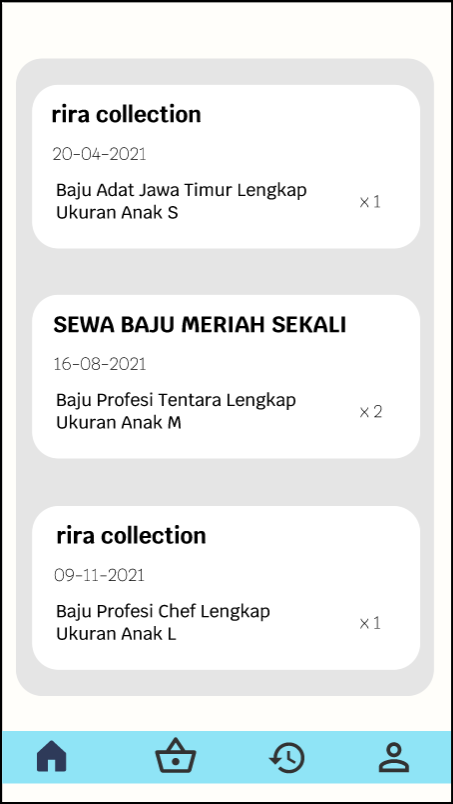 rira collection
20-04-2021
Baju Adat Jawa Timur Lengkap
Ukuran Anak S
x 1
SEWA BAJU MERIAH SEKALI
16-08-2021
Baju Profesi Tentara Lengkap
Ukuran Anak M
x 2
rira collection
09-11-2021
Baju Profesi Chef Lengkap
Ukuran Anak L
x 1